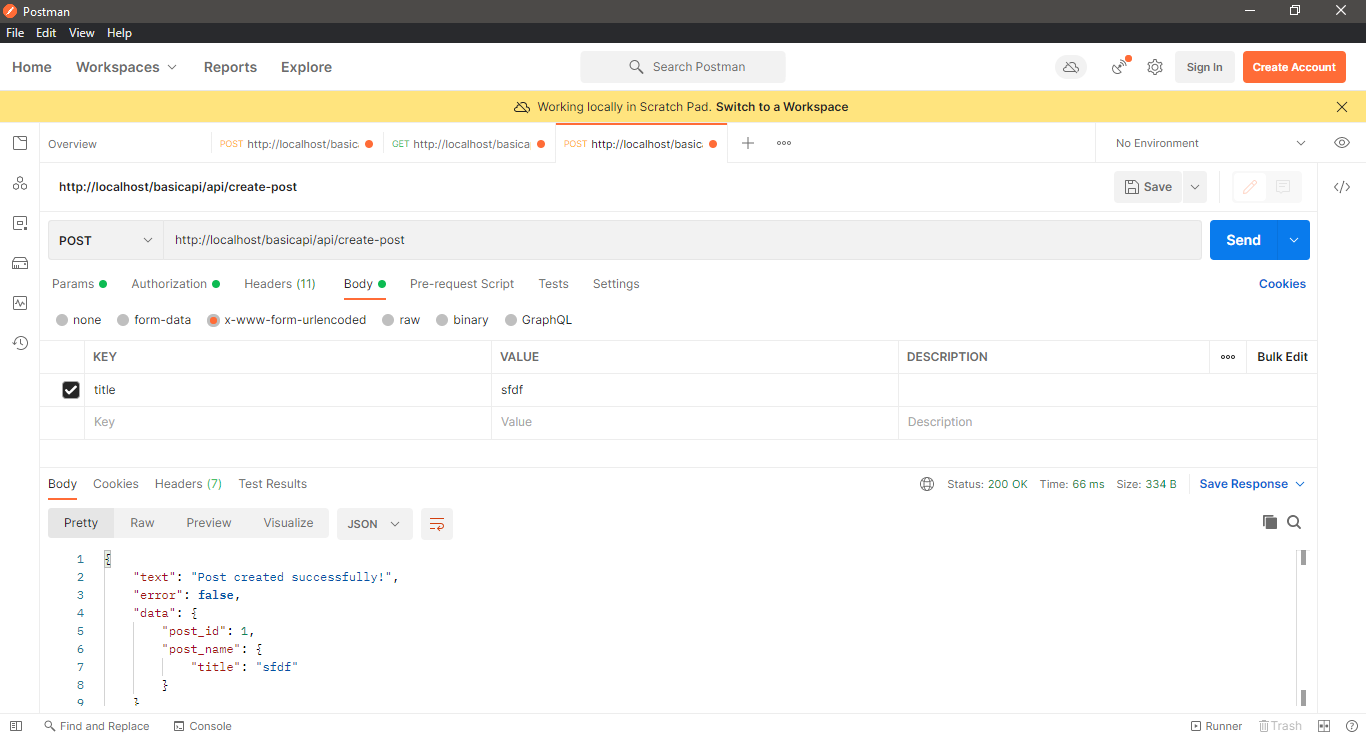 Postman
File Edit View Help
Home Workspaces Reports Explore Search Postman Sign In Create Account
Working locally in Scratch Pad. Switch to a Workspace
Overview POST http://localhost/basic. GET http://localhost/basica POST http://localhost/basic. No Environment
http://localhost/basicapi/api/create-post Save
POST http://localhost/basicapi/api/create-post Send
Params Authorization Headers (11) Body Pre-request Script Tests Settings Cookies
none form-data x-www-form-urlencoded raw binary GraphQL
KEY VALUE DESCRIPTION Bulk Edit
title sfdf
Key Value Description
Body Cookies Headers (7) Test Results Status: 200 OK Time: 66 ms Size: 334 B Save Response
Pretty Raw Preview Visualize JSON
1 {
2 "text": "Post created successfully!",
3 "error": false,
4 "data": {
5 "post_id": 1,
6 "post_name": {
7 "title": "sfdf"
8 }
9 }
Find and Replace Console Runner Trash